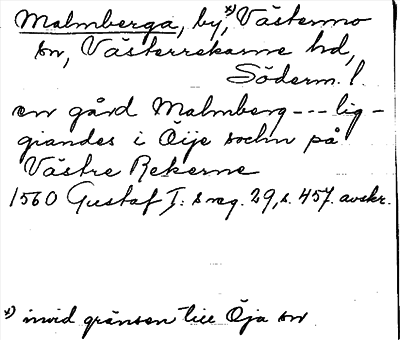 Malmberga, by,ˣ⁾ Västermo
sn, Västerrekarne hd,
Söderm. l.
en gård Malmberg --- lig-
giandes i Öije sochn på
Västre Rekerne
1560 Gustaf I:s reg. 29, s. 457. avskr.
x) invid gränsen till Öja sn